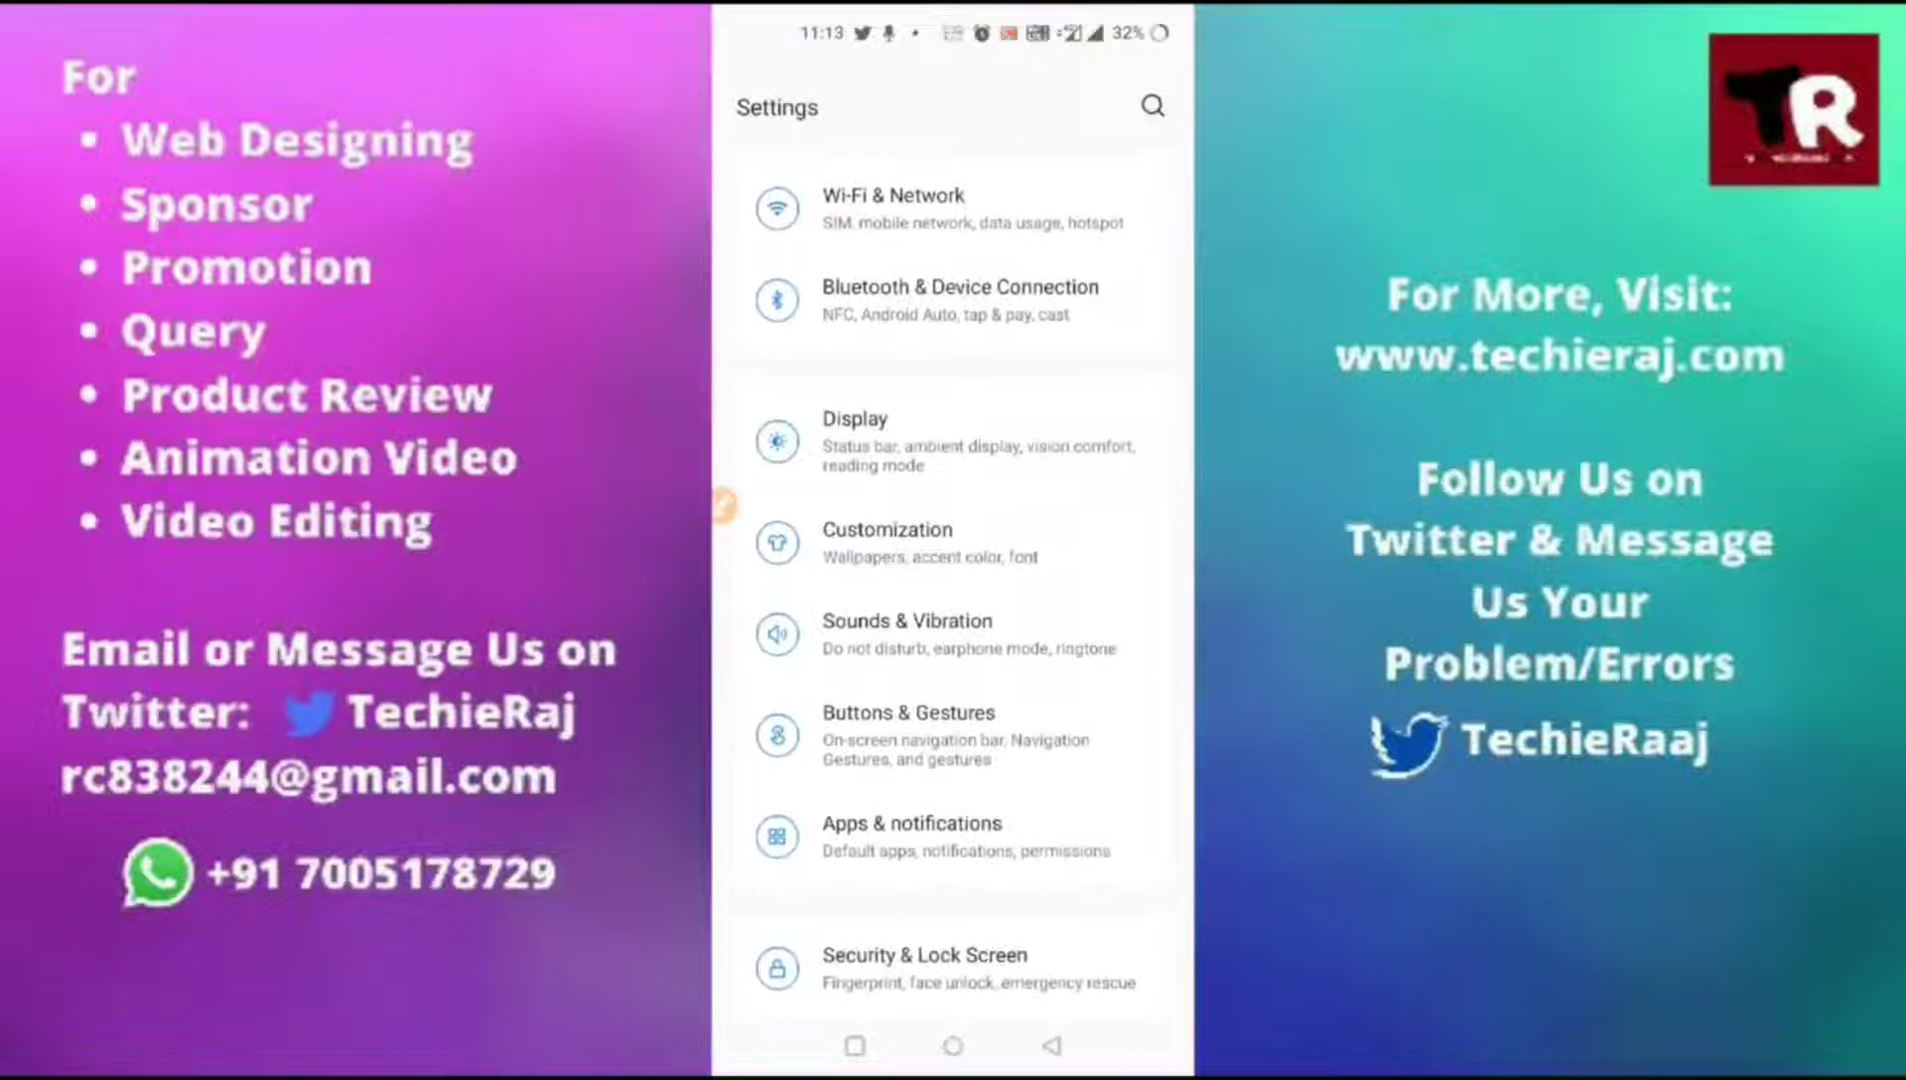 For
• Web Designing
• Sponsor
• Promotion
• Query
• Product Review
• Animation Video
• Video Editing
Email or Message Us on
Twitter: TechieRaj
rc838244@gmail.com
+91 7005178729
11:13
32%
Settings
Wi-Fi & Network
SIM, mobile network, data usage, hotspot
Bluetooth & Device Connection
NFC, Android Auto, tap & pay, cast
Display
Status bar, ambient display, vision comfort,
reading mode
Customization
Wallpapers, accent color, font
Sounds & Vibration
Do not disturb, earphone mode, ringtone
Buttons & Gestures
On-screen navigation bar, Navigation
Gestures, and gestures
Apps & notifications
Default apps, notifications, permissions
Security & Lock Screen
Fingerprint, face unlock, emergency rescue
TR
For More, Visit:
www.techieraj.com
Follow Us on
Twitter & Message
Us Your
Problem/Errors
TechieRaaj